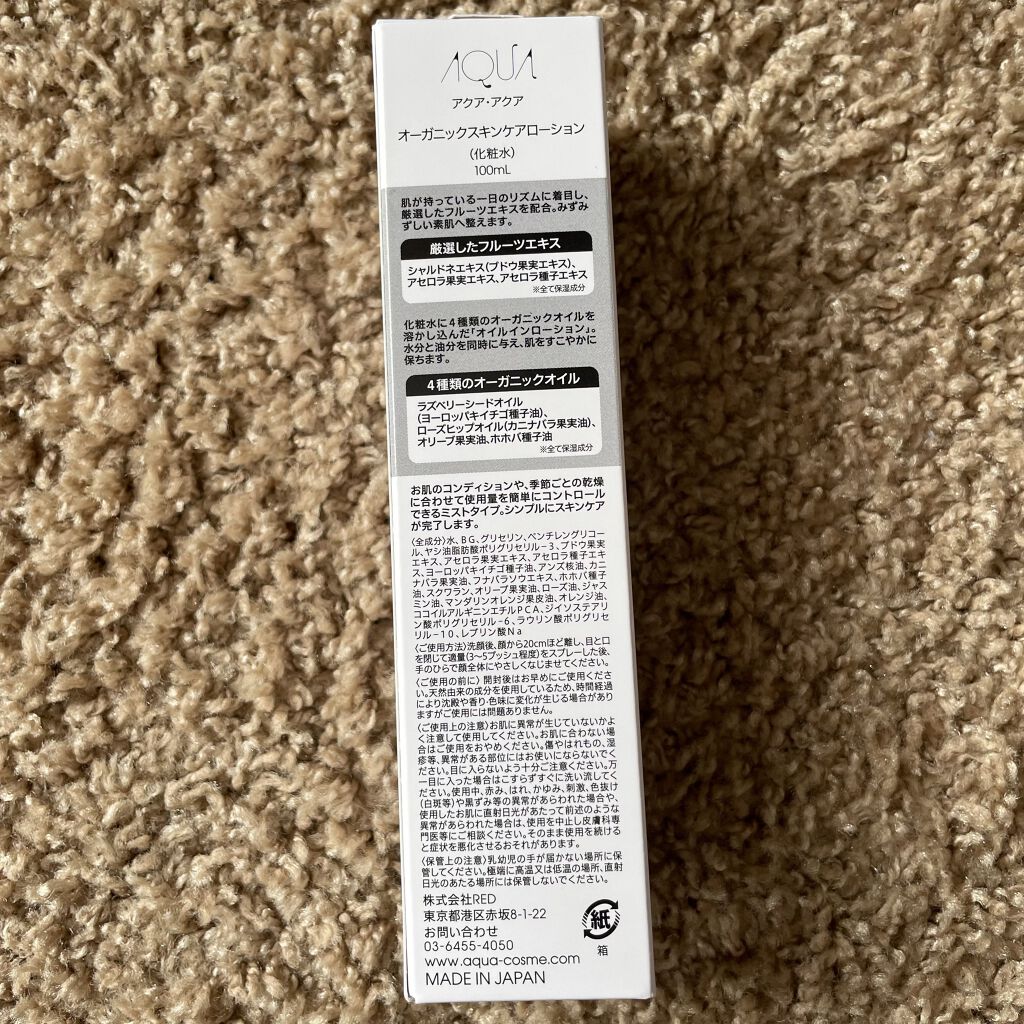 AQUA
アクア・アクア
オーガニックスキンケアローション
(化粧水)
100mL
肌が持っている一日のリズムに着目し、
厳選したフルーツエキスを配合。みずみ
ずしい素肌へ整えます。
厳選したフルーツエキス
シャルドネエキス(ブドウ果実エキス)、
アセロラ果実エキス、アセロラ種子エキス
※全て保湿成分
化粧水に4種類のオーガニックオイルを
溶かし込んだ「オイルインローション」。
水分と油分を同時に与え、肌をすこやかに
保ちます。
4種類のオーガニックオイル
ラズベリーシードオイル
(ヨーロッパキイチゴ種子油)、
ローズヒップオイル(カニナバラ果実油)、
オリーブ果実油、ホホバ種子油
※全て保湿成分
お肌のコンディションや、季節ごとの乾燥
に合わせて使用量を簡単にコントロール
できるミストタイプ。シンプルにスキンケア
が完了します。
〈全成分〉水、BG、グリセリン、ペンチレングリコー
ル、ヤシ油脂肪酸ポリグリセリル-3、ブドウ果実
エキス、アセロラ果実エキス、アセロラ種子エキ
ス、ヨーロッパキイチゴ種子油、アンズ核油、カニ
ナバラ果実油、フナバラソウエキス、ホホバ種子
油、スクワラン、オリーブ果実油、ローズ油、ジャス
ミン油、マンダリンオレンジ果皮油、オレンジ油、
ココイルアルギニンエチルPCA、ジイソステアリ
ン酸ポリグリセリル-6、ラウリン酸ポリグリセ
リル-10、レブリン酸Na
〈ご使用方法〉洗顔後、顔から20cmほど離し、目と口
を閉じて適量(3~5プッシュ程度)をスプレーした後、
手のひらで顔全体にやさしくなじませてください。
〈ご使用の前に〉開封後はお早めにご使用くださ
い。天然由来の成分を使用しているため、時間経過
により沈殿や香り・色味に変化が生じる場合があり
ますがご使用には問題ありません。
〈ご使用上の注意〉お肌に異常が生じていないかよ
く注意して使用してください。お肌に合わない場
合はご使用をおやめください。傷やはれもの、湿
疹等、異常がある部位にはお使いにならないでく
ださい。目に入らないよう十分ご注意ください。万
一目に入った場合はこすらずすぐに洗い流してく
ださい。使用中、赤み、はれ、かゆみ、刺激、色抜け
(白斑等)や黒ずみ等の異常があらわれた場合や、
使用したお肌に直射日光があたって前述のような
異常があらわれた場合は、使用を中止し皮膚科専
門医等にご相談ください。そのまま使用を続ける
と症状を悪化させるおそれがあります。
〈保管上の注意〉乳幼児の手が届かない場所に保
管してください。極端に高温又は低温の場所、直射
日光のあたる場所には保管しないでください。
株式会社RED
東京都港区赤坂8-1-22
お問い合わせ
03-6455-4050
www.aqua-cosme.com
MADE IN JAPAN
紙
箱